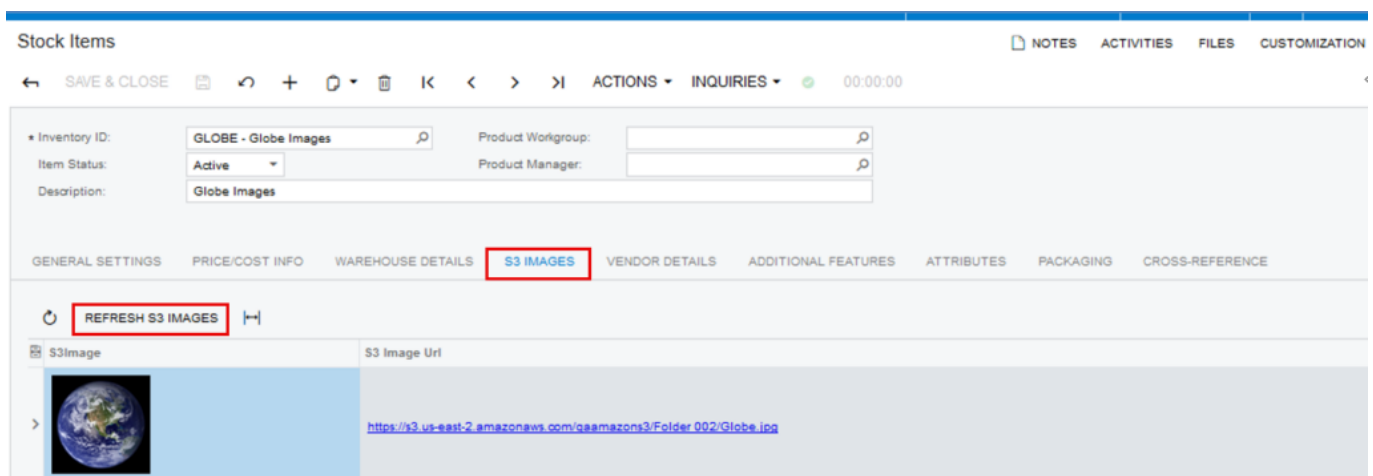 Stock Items
NOTES ACTIVITIES FILES CUSTOMIZATION
SAVE & CLOSE ACTIONS INQUIRIES 00:00:00
* Inventory ID: GLOBE - Globe Images Product Workgroup:
Item Status: Active Product Manager:
Description: Globe Images
GENERAL SETTINGS PRICE/COST INFO WAREHOUSE DETAILS S3 IMAGES VENDOR DETAILS ADDITIONAL FEATURES ATTRIBUTES PACKAGING CROSS-REFERENCE
REFRESH S3 IMAGES
S3Image S3 Image Url
https://s3.us-east-2.amazonaws.com/qaamazons3/Folder 002/Globe.jpg